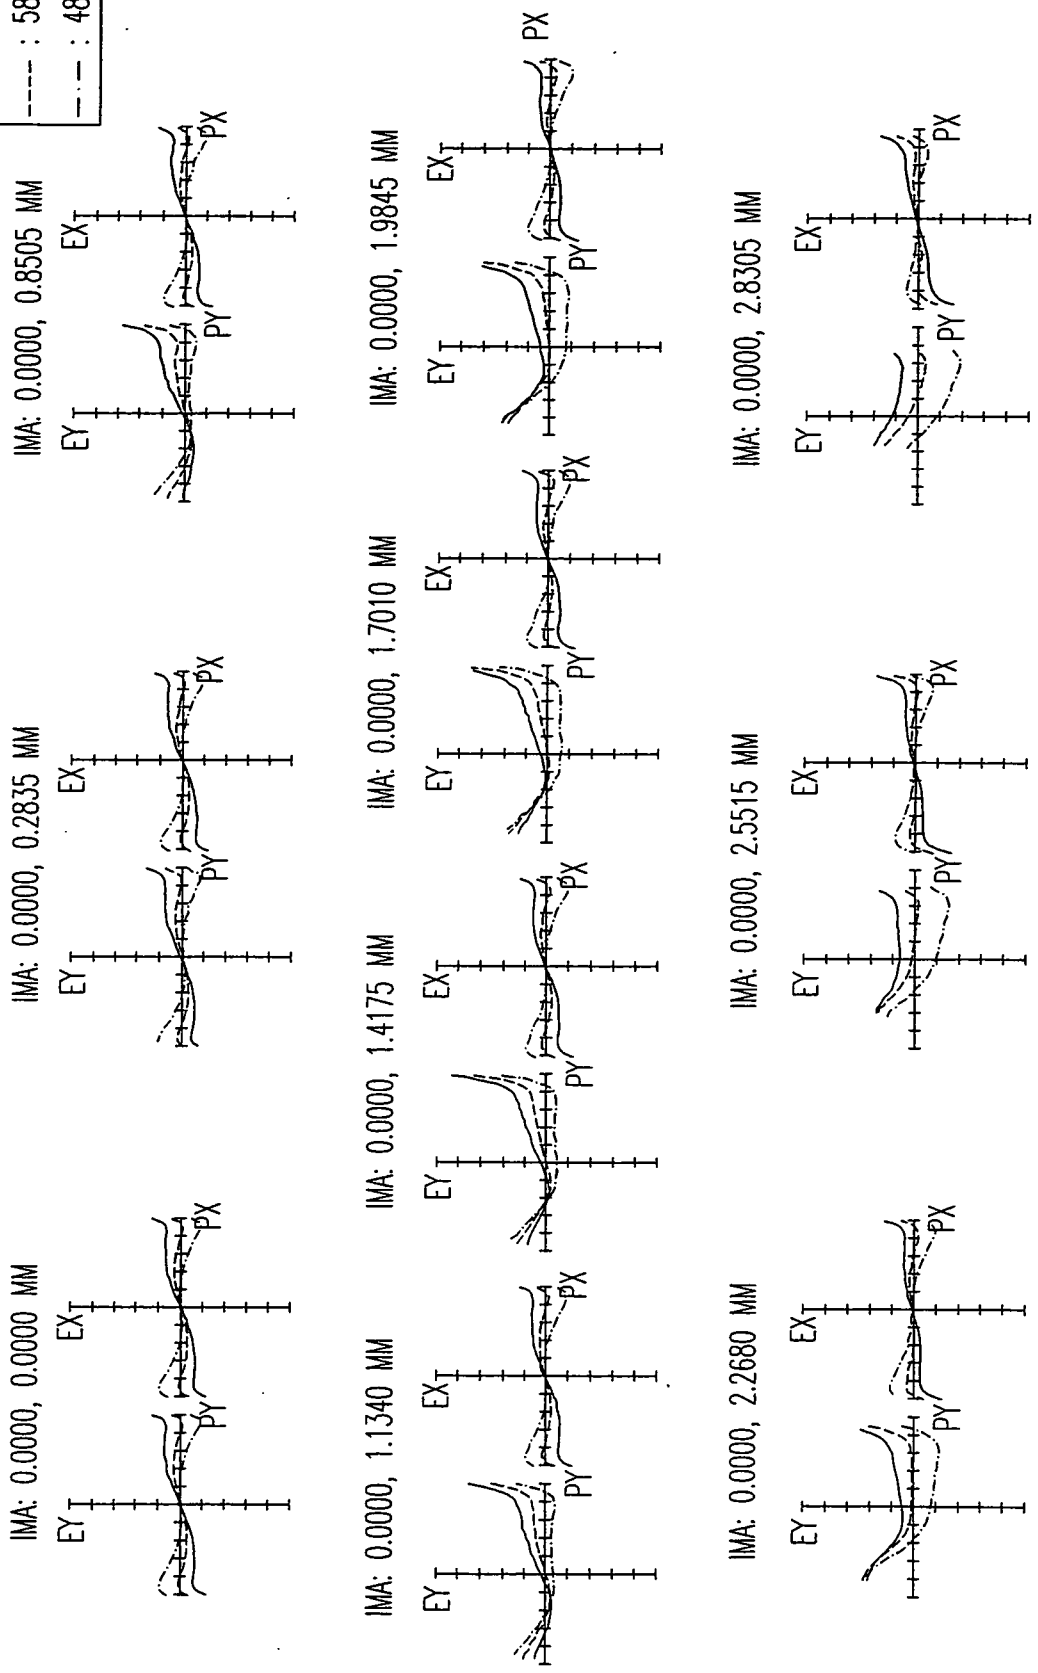 ---- : 58
-·- : 48
IMA: 0.0000, 0.0000 MM
EY
EX
PY
PX
IMA: 0.0000, 0.2835 MM
EY
EX
PY
PX
IMA: 0.0000, 0.8505 MM
EY
EX
PY
PX
IMA: 0.0000, 1.1340 MM
EY
EX
PY
PX
IMA: 0.0000, 1.4175 MM
EY
EX
PY
PX
IMA: 0.0000, 1.7010 MM
EY
EX
PY
PX
IMA: 0.0000, 1.9845 MM
EY
EX
PY
PX
IMA: 0.0000, 2.2680 MM
EY
EX
PY
PX
IMA: 0.0000, 2.5515 MM
EY
EX
PY
PX
IMA: 0.0000, 2.8305 MM
EY
EX
PY
PX